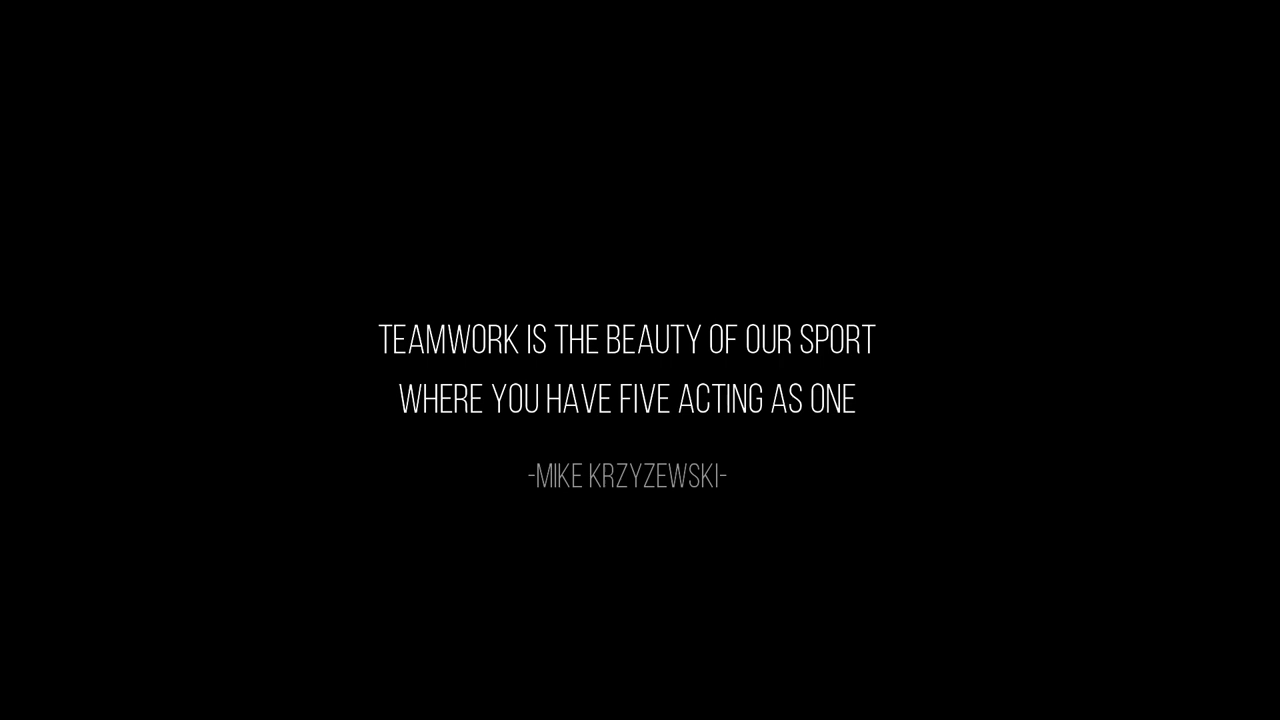 TEAMWORK IS THE BEAUTY OF OUR SPORT
WHERE YOU HAVE FIVE ACTING AS ONE
-MIKE KRZYZEWSKI-